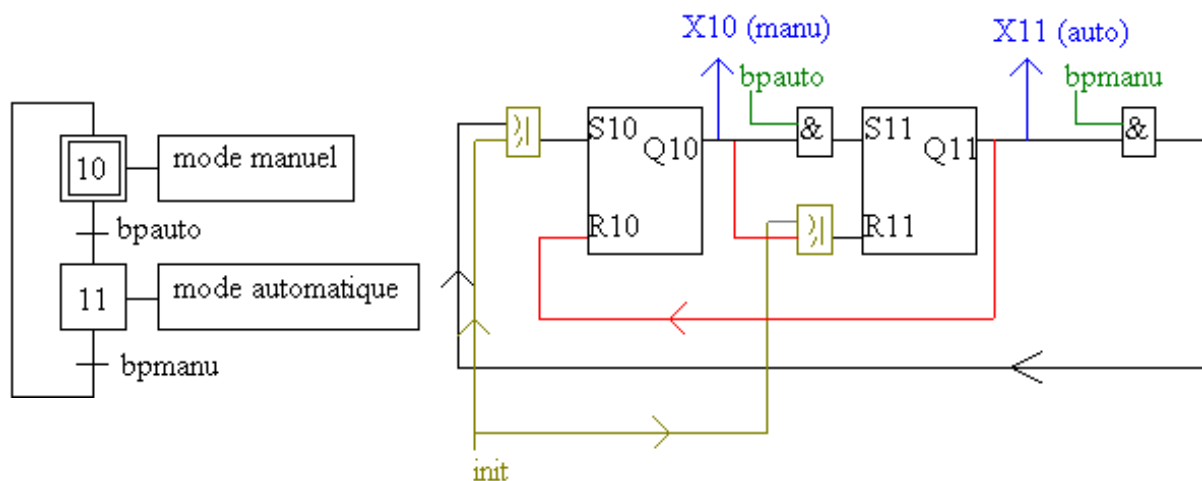 X10 (manu)
X11 (auto)
bpauto
bpmanu
10
mode manuel
bpauto
11
mode automatique
bpmanu
S10
Q10
R10
&
S11
Q11
R11
&
init